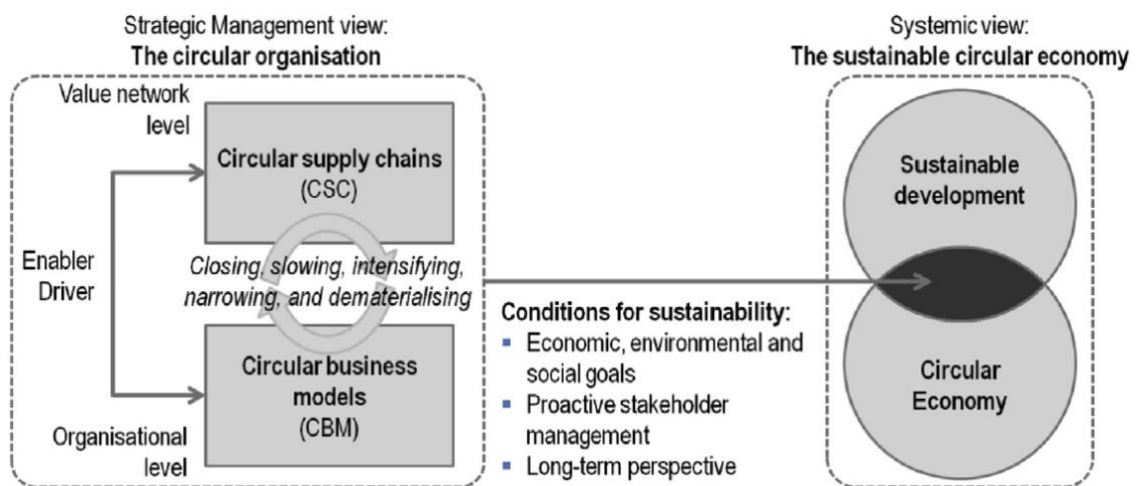 Strategic Management view:
The circular organisation
Value network
level
Circular supply chains
(CSC)
Enabler
Driver
Closing, slowing, intensifying,
narrowing, and dematerialising
Circular business
models
(CBM)
Organisational
level
Conditions for sustainability:
▪ Economic, environmental and
social goals
▪ Proactive stakeholder
management
▪ Long-term perspective
Systemic view:
The sustainable circular economy
Sustainable
development
Circular
Economy